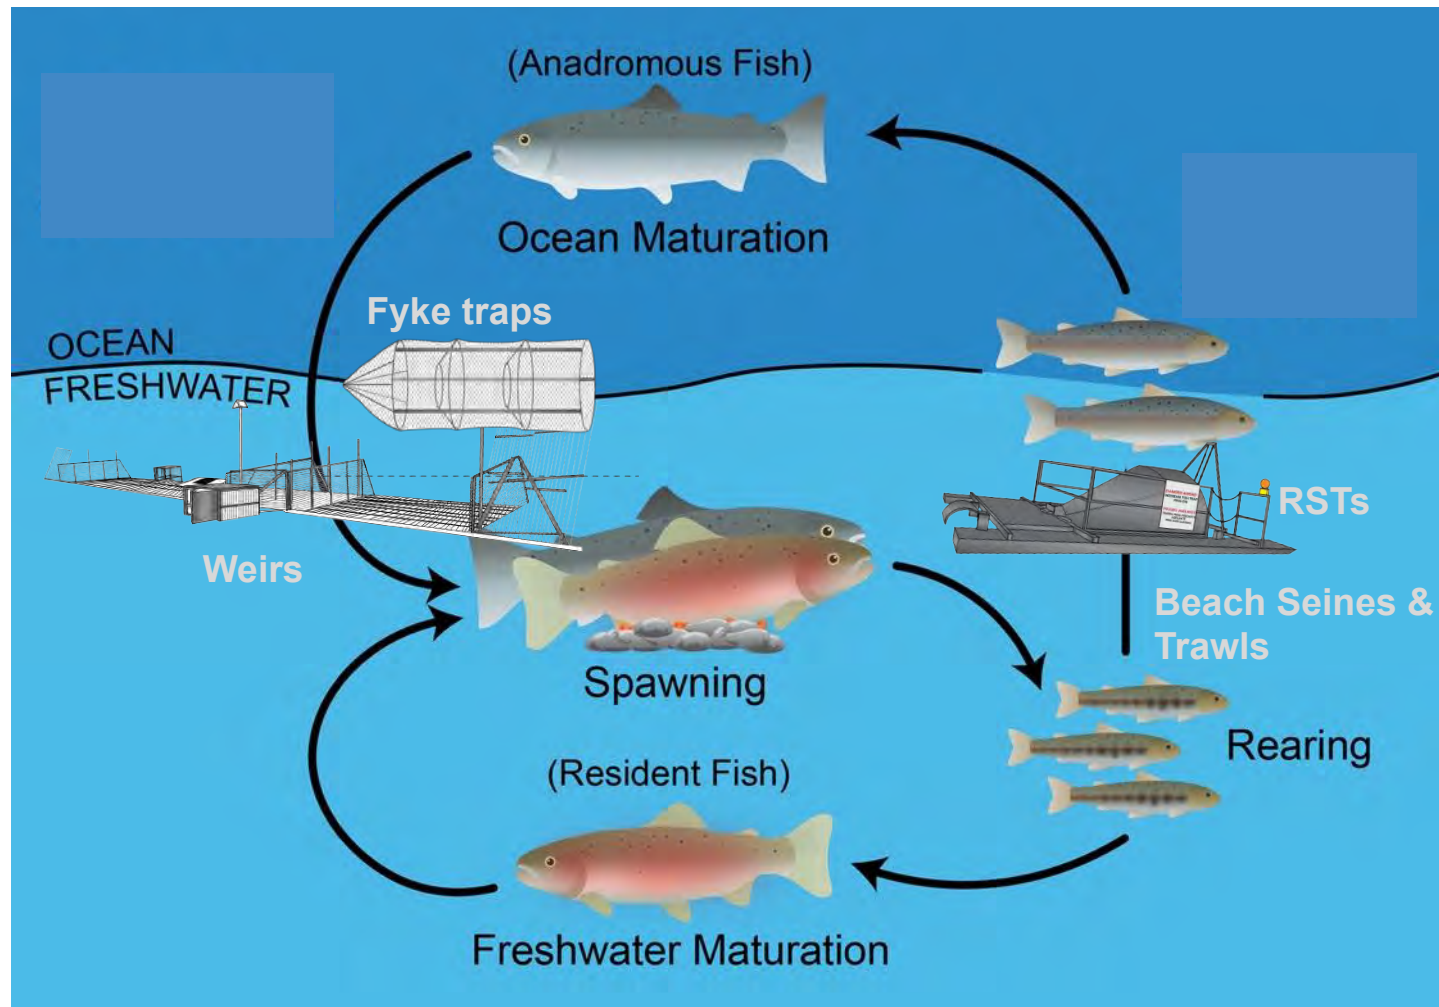 (Anadromous Fish)
Ocean Maturation
Fyke traps
OCEAN
FRESHWATER
RSTs
Weirs
Beach Seines &
Trawls
Spawning
Rearing
(Resident Fish)
Freshwater Maturation